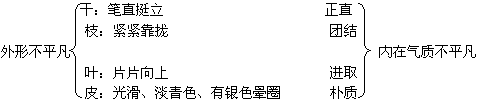 干：笔直挺立 正直
枝：紧紧靠拢 团结
外形不平凡 内在气质不平凡
叶：片片向上 进取
皮：光滑、淡青色、有银色晕圈 朴质